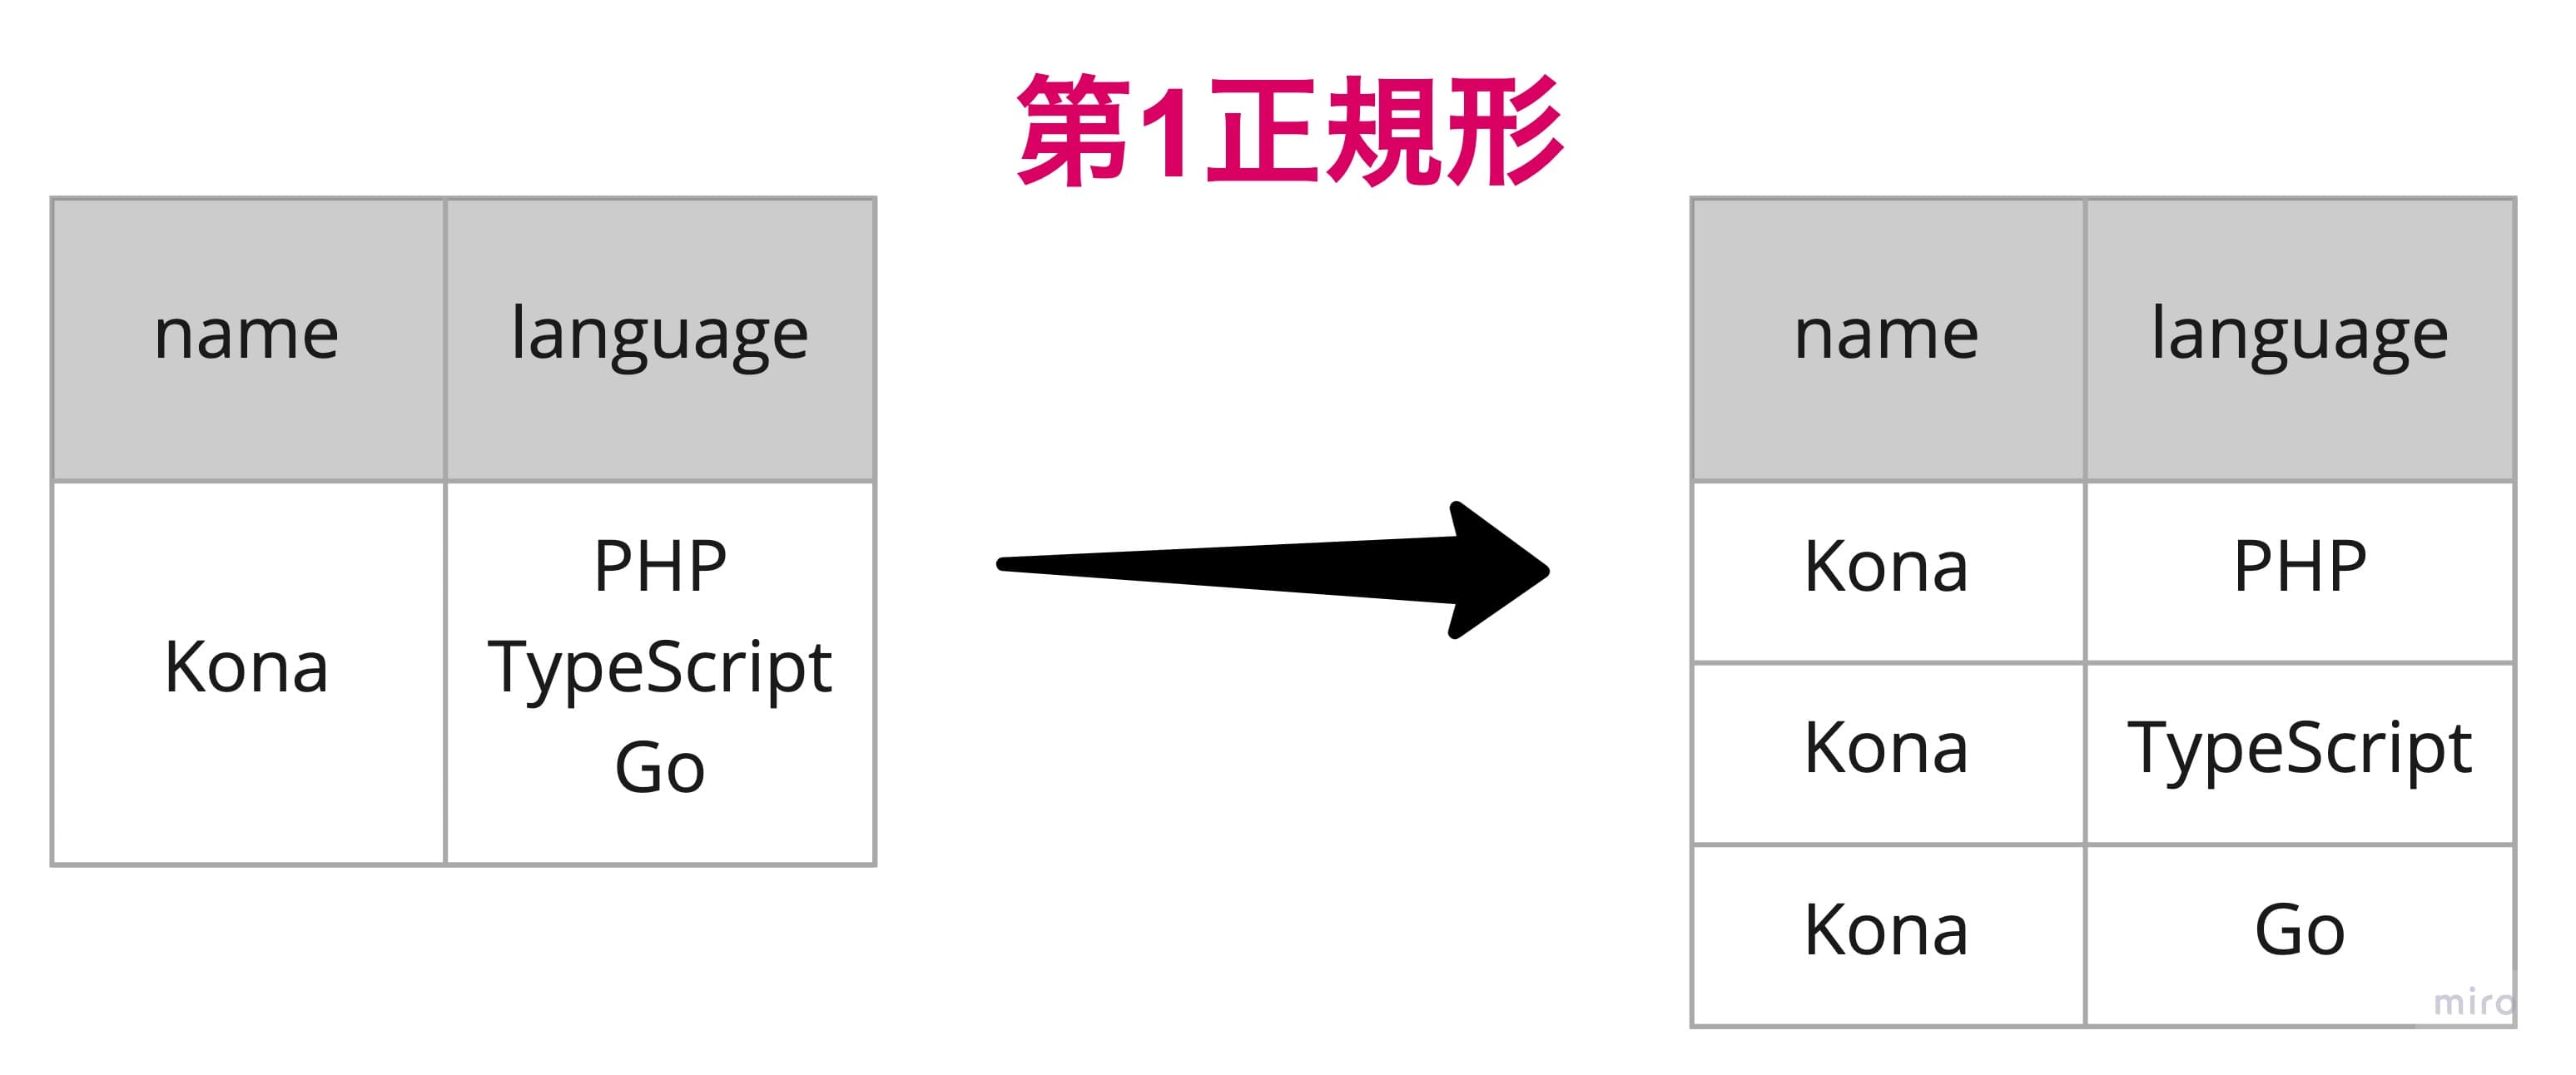 第1正規形
name language
Kona
PHP
TypeScript
Go
name language
Kona PHP
Kona TypeScript
Kona Go
miro